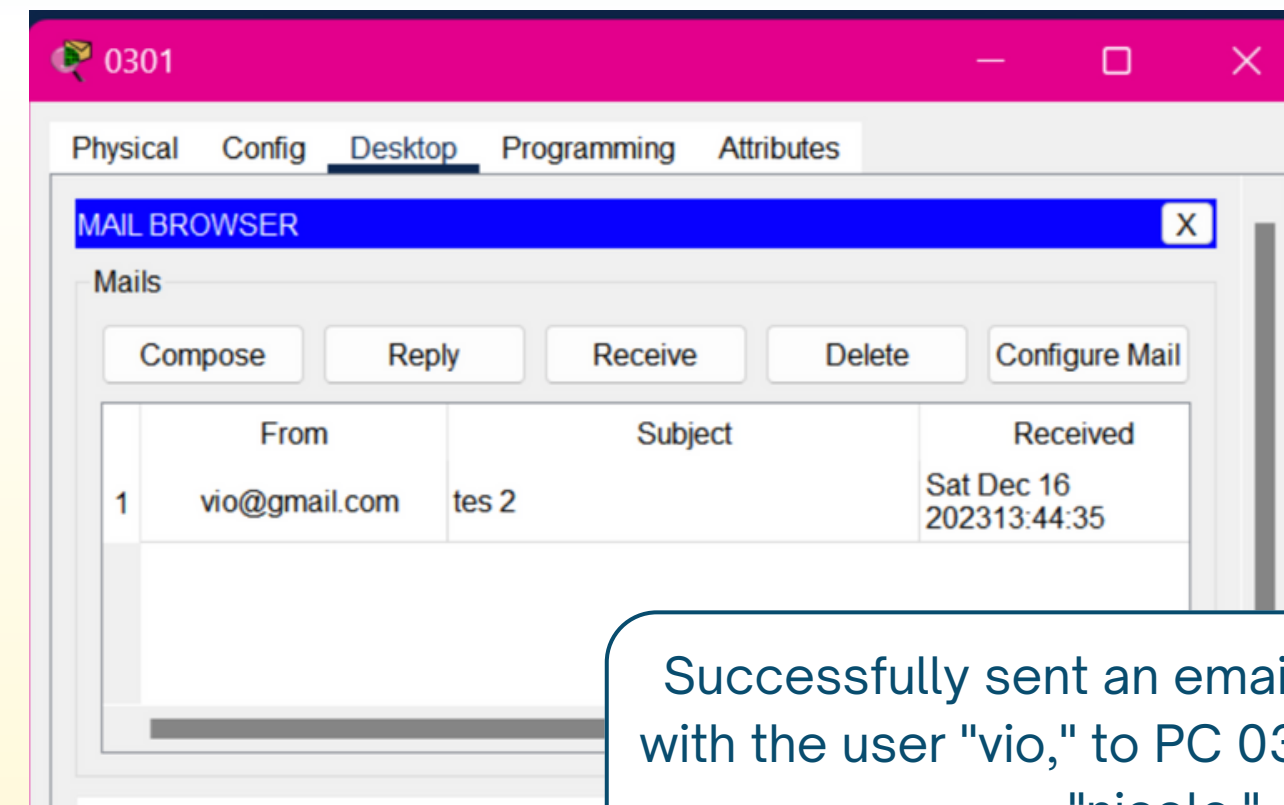 0301
Physical Config Desktop Programming Attributes
MAIL BROWSER X
Mails
Compose Reply Receive Delete Configure Mail
From Subject Received
1 vio@gmail.com tes 2 Sat Dec 16
202313:44:35
Successfully sent an emai
with the user "vio," to PC 03